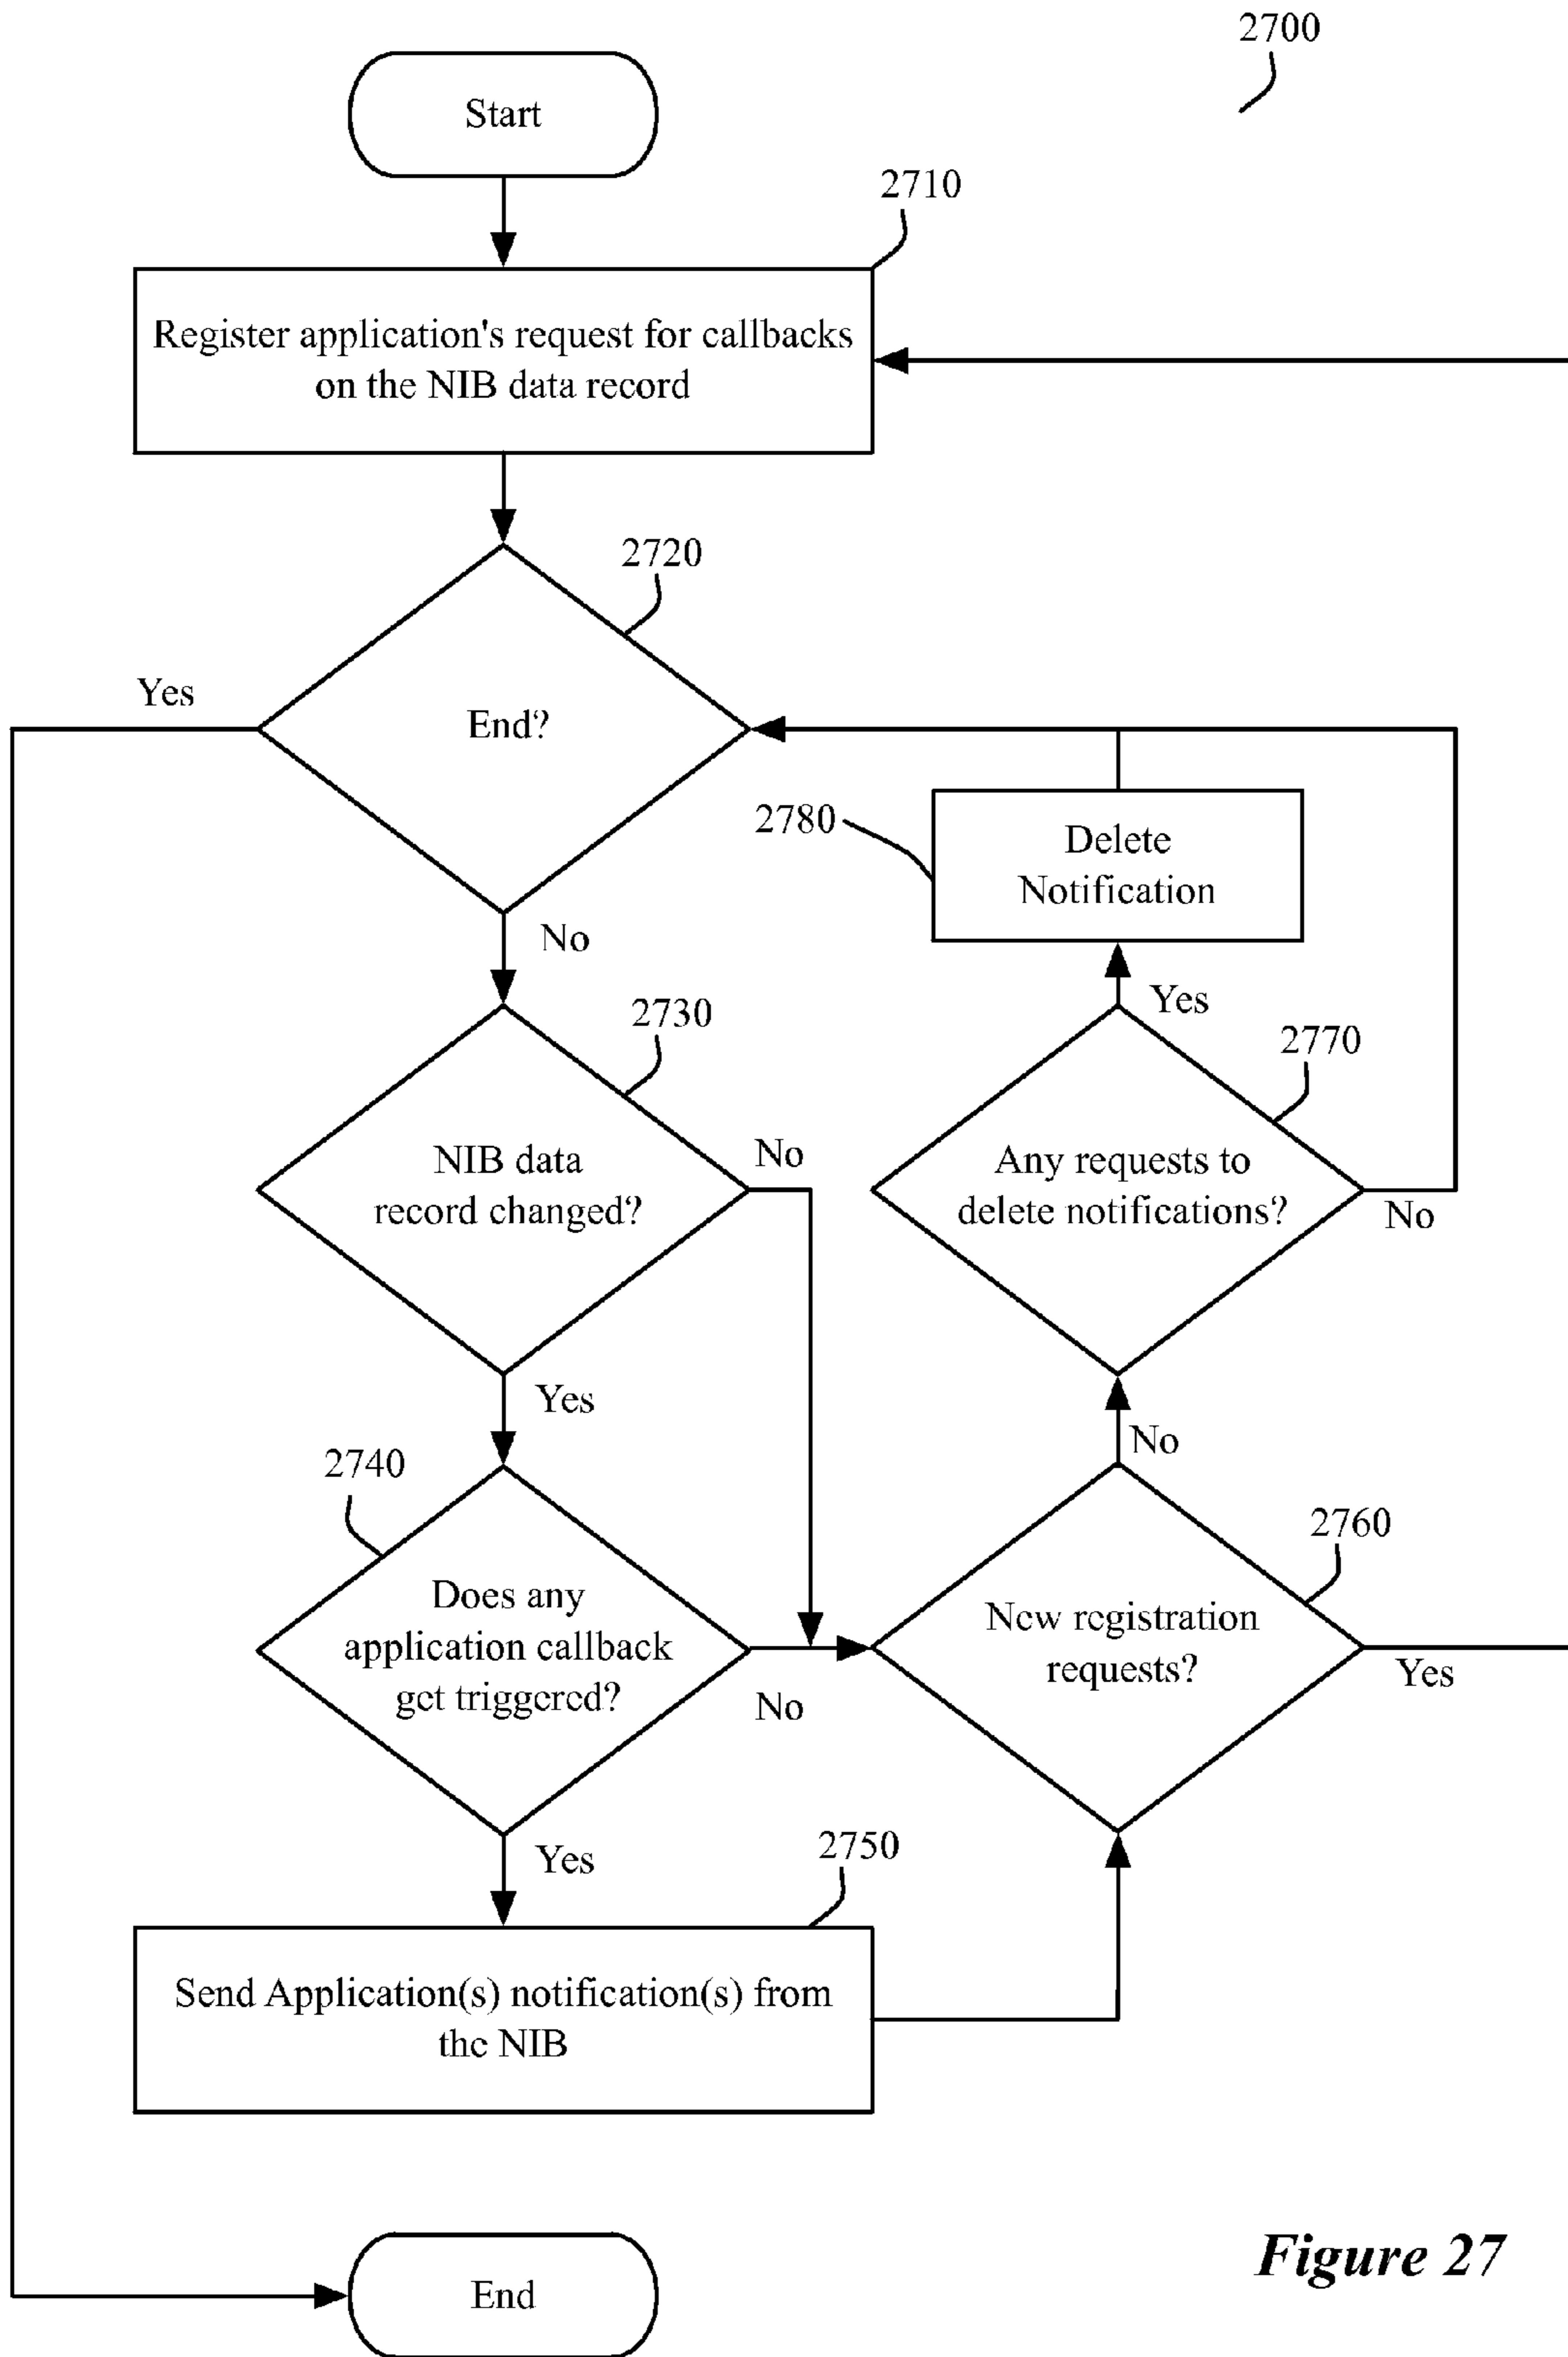 2700
Start
2710
Register application's request for callbacks
on the NIB data record
2720
Yes
End?
2780
Delete
Notification
No
2730
Yes
2770
NIB data
record changed?
No
Any requests to
delete notifications?
No
Yes
No
2740
2760
Does any
application callback
get triggered?
New registration
requests?
No
Yes
Yes
2750
Send Application(s) notification(s) from
the NIB
Figure 27
End